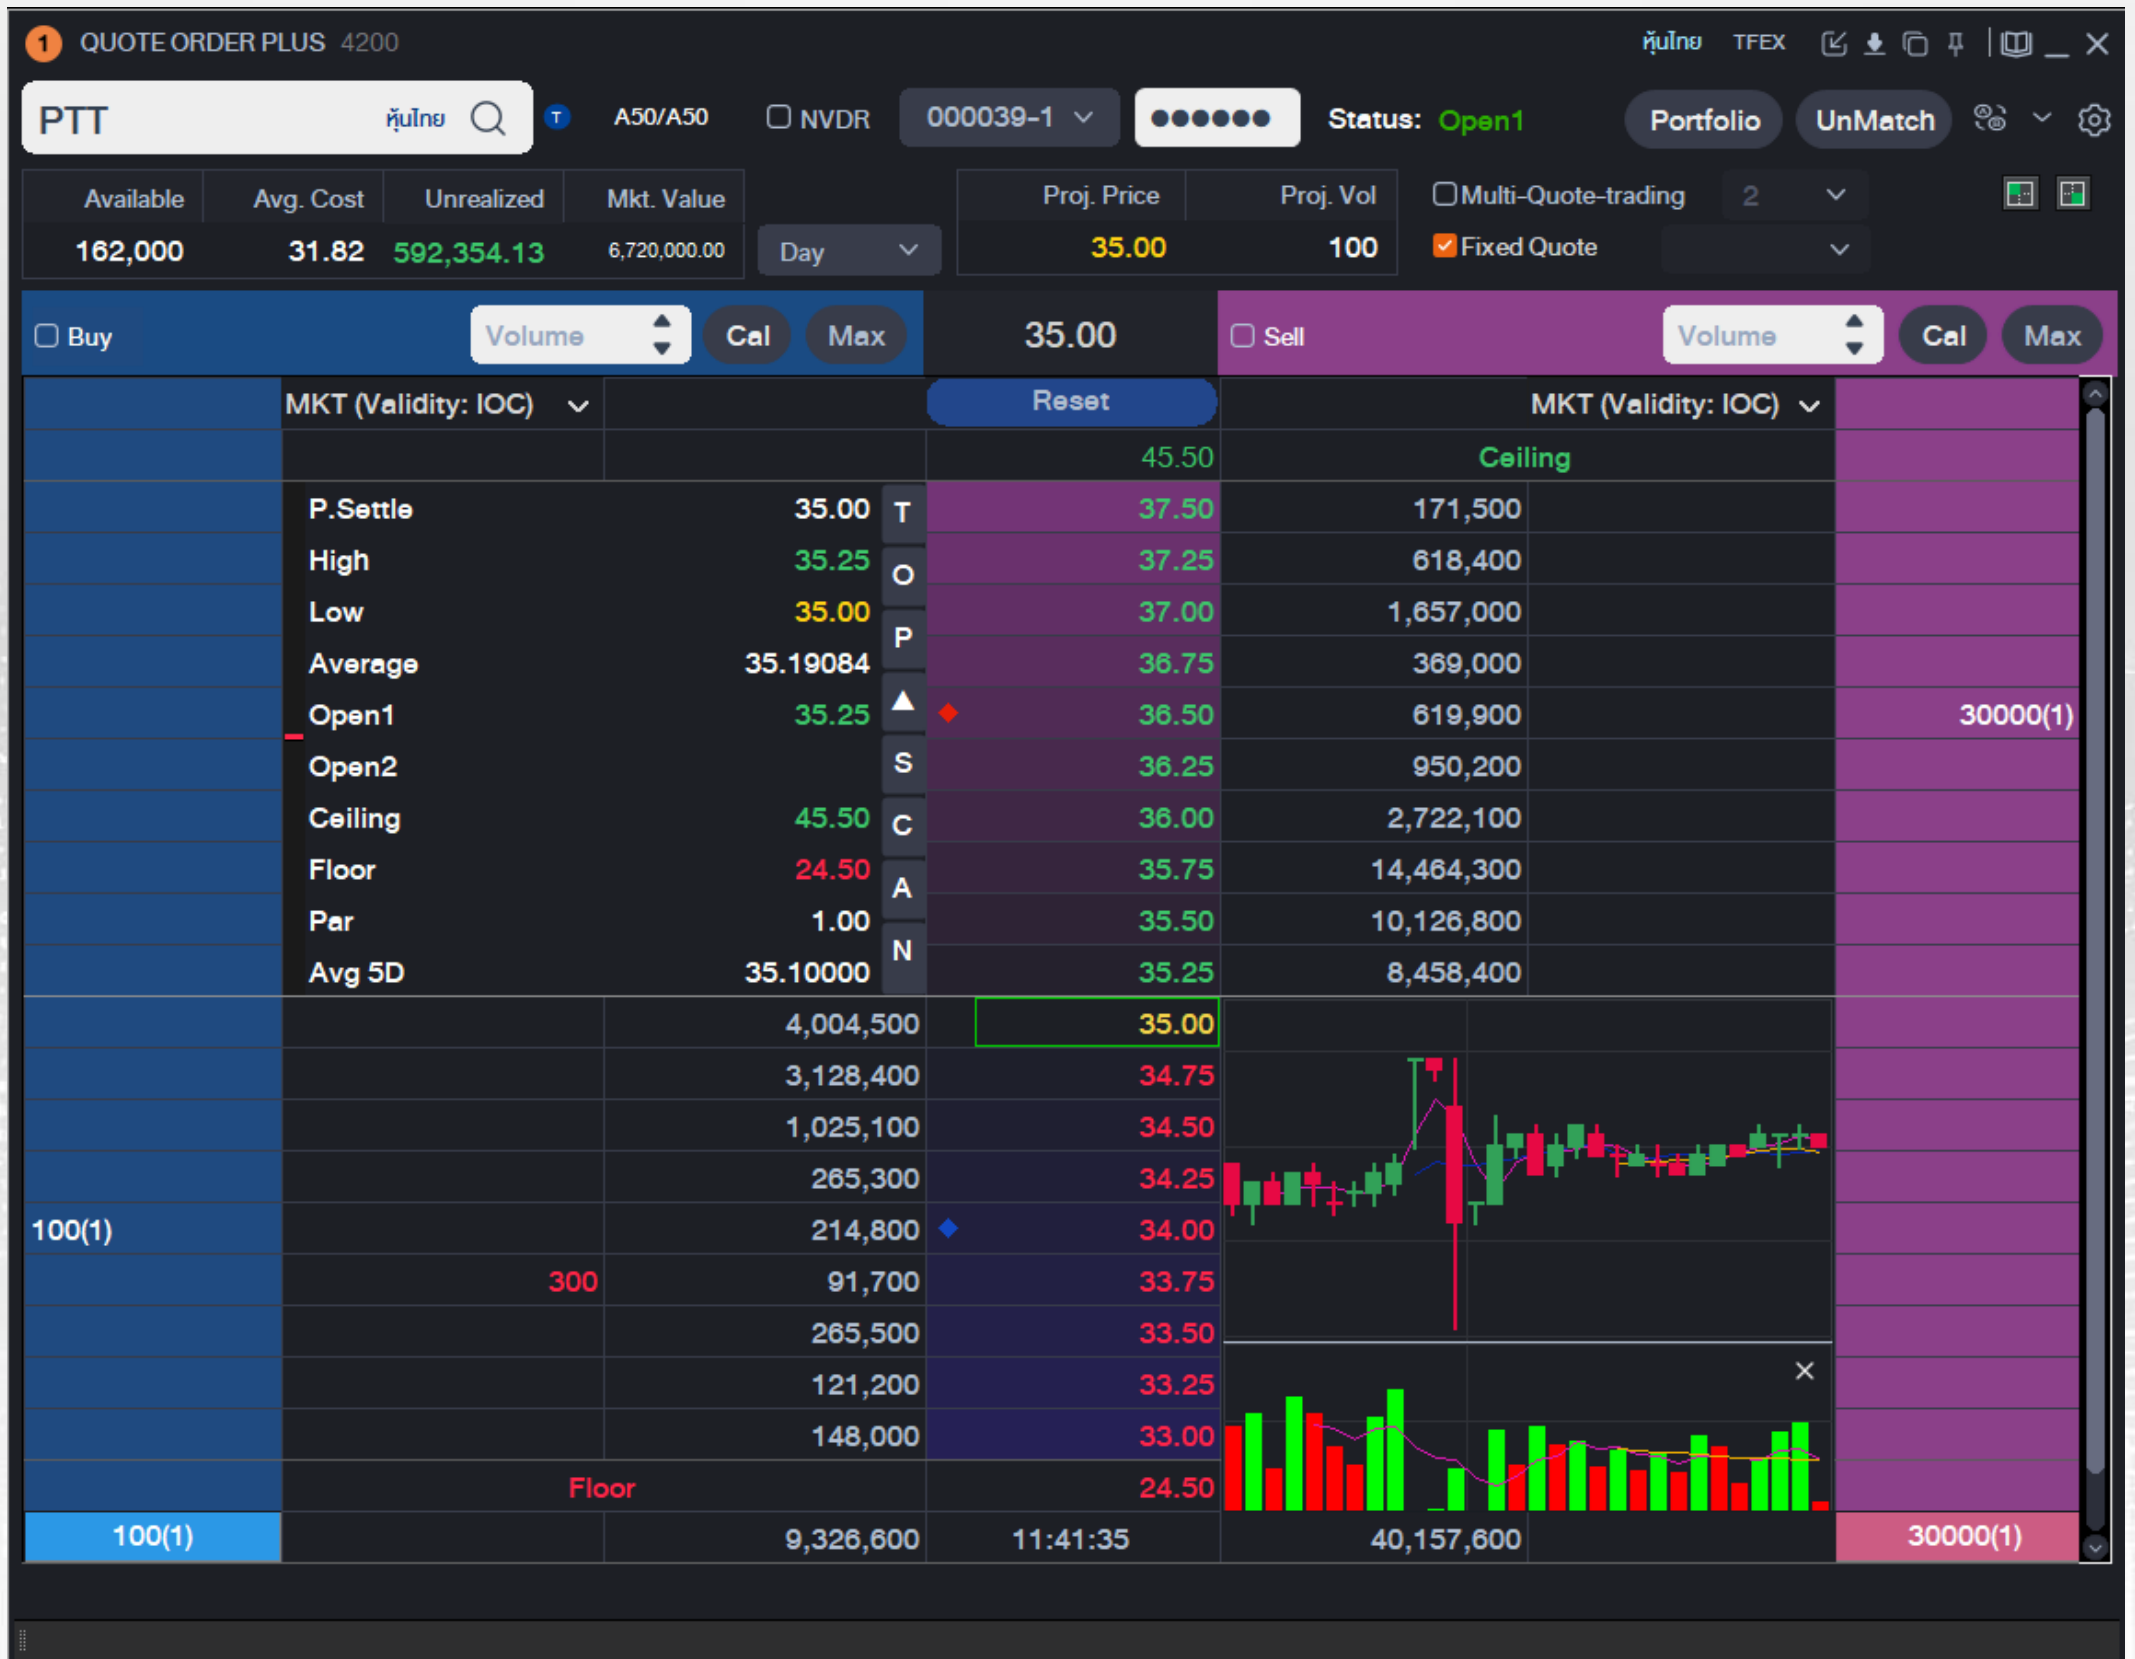 1 QUOTE ORDER PLUS 4200 หุ้นไทย TFEX
PTT หุ้นไทย T A50/A50 NVDR 000039-1 ●●●●●● Status: Open1 Portfolio UnMatch
Available Avg. Cost Unrealized Mkt. Value Proj. Price Proj. Vol Multi-Quote-trading 2
162,000 31.82 592,354.13 6,720,000.00 Day 35.00 100 Fixed Quote
Buy Volume Cal Max 35.00 Sell Volume Cal Max
MKT (Validity: IOC) Reset MKT (Validity: IOC)
45.50 Ceiling
P.Settle 35.00 T 37.50 171,500
High 35.25 O 37.25 618,400
Low 35.00 P 37.00 1,657,000
Average 35.19084 36.75 369,000
Open1 35.25 ▲ 36.50 619,900 30000(1)
Open2 S 36.25 950,200
Ceiling 45.50 C 36.00 2,722,100
Floor 24.50 A 35.75 14,464,300
Par 1.00 35.50 10,126,800
Avg 5D 35.10000 N 35.25 8,458,400
4,004,500 35.00
3,128,400 34.75
1,025,100 34.50
265,300 34.25
100(1) 214,800 34.00
300 91,700 33.75
265,500 33.50
121,200 33.25
148,000 33.00
Floor 24.50
100(1) 9,326,600 11:41:35 40,157,600 30000(1)